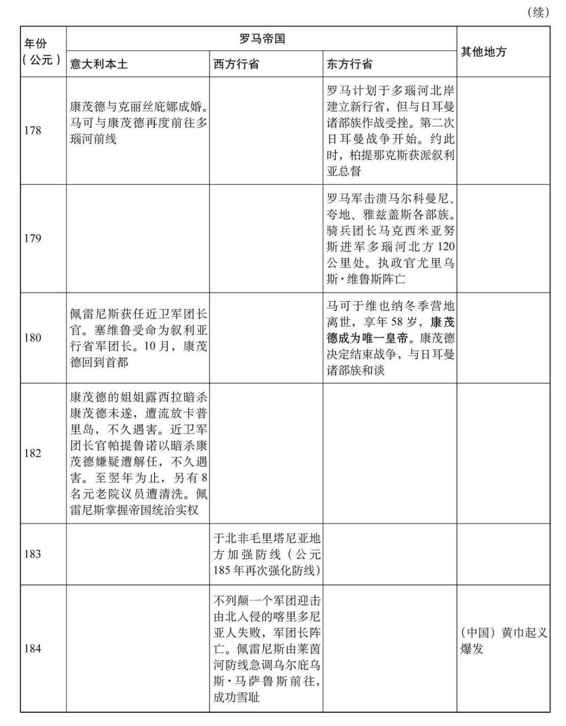 （续）
年份
（公元）
罗马帝国
其他地方
意大利本土
西方行省
东方行省
178
康茂德与克丽丝庇娜成婚。
马可与康茂德再度前往多
瑙河前线
罗马计划于多瑙河北岸
建立新行省，但与日耳曼
诸部族作战受挫。第二次
日耳曼战争开始。约此
时，柏提那克斯获派叙利
亚总督
179
罗马军击溃马尔科曼尼、
夸地、雅兹盖斯各部族。
骑兵团长马克西米亚努
斯进军多瑙河北方120
公里处。执政官尤里乌
斯·维鲁斯阵亡
180
佩雷尼斯获任近卫军团长
官。塞维鲁受命为叙利亚
行省军团长。10月，康茂
德回到首都
马可于维也纳冬季营地
离世，享年58岁，康茂
德成为唯一皇帝。康茂德
决定结束战争，与日耳曼
诸部族和谈
182
康茂德的姐姐露西拉暗杀
康茂德未遂，遭流放卡普
里岛，不久遇害。近卫军
团长官帕提鲁诺以暗杀康
茂德嫌疑遭解任，不久遇
害。至翌年为止，另有8
名元老院议员遭清洗。佩
雷尼斯掌握帝国统治实权
183
于北非毛里塔尼亚地
方加强防线（公元
185年再次强化防线）
184
不列颠一个军团迎击
由北入侵的喀里多尼
亚人失败，军团长阵
亡。佩雷尼斯由莱茵
河防线急调乌尔庇乌
斯·马萨鲁斯前往，
成功雪耻
（中国）黄巾起义
爆发